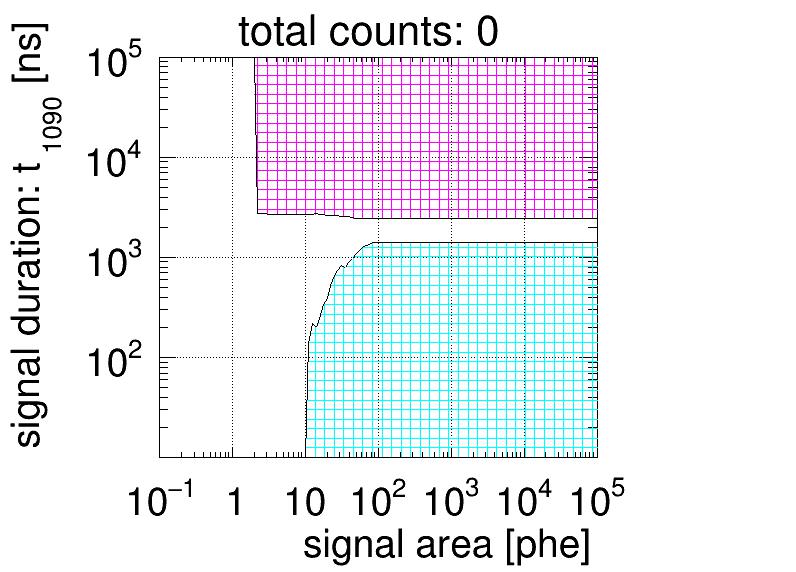 total counts: 0
signal duration: t 1090 [ns]
10^5
10^4
10^3
10^2
10^−1 1 10 10^2 10^3 10^4 10^5
signal area [phe]